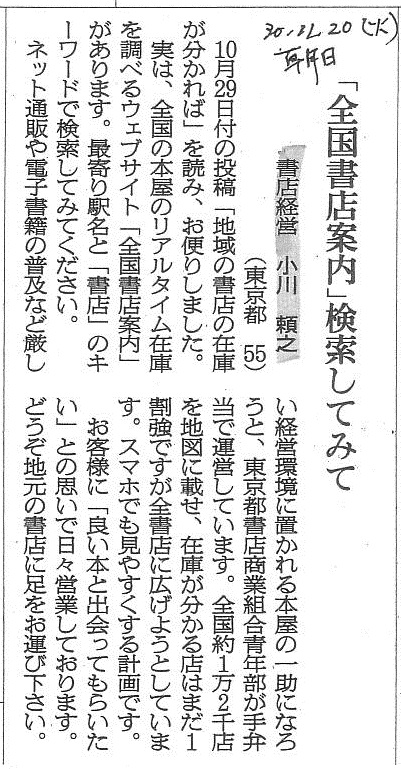 30.12.20 (木)
朝日
「全国書店案内」検索してみて
書店経営 小川 頼之
(東京都 55)
10月29日付の投稿「地域の書店の在庫
が分かれば」を読み、お便りしました。
実は、全国の本屋のリアルタイム在庫
を調べるウェブサイト「全国書店案内」
があります。最寄り駅名と「書店」のキ
ーワードで検索してみてください。
ネット通販や電子書籍の普及など厳し
い経営環境に置かれる本屋の一助になろ
うと、東京都書店商業組合青年部が手弁
当で運営しています。全国約1万2千店
を地図に載せ、在庫が分かる店はまだ1
割強ですが全書店に広げようとしていま
す。スマホでも見やすくする計画です。
お客様に「良い本と出会ってもらいた
い」との思いで日々営業しております。
どうぞ地元の書店に足をお運び下さい。